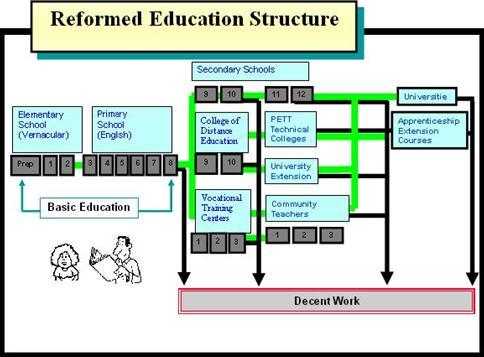 Reformed Education Structure
Secondary Schools
9 10 11 12
Universitie
Elementary
School
(Vernacular)
Primary
School
(English)
College of
Distance
Education
PETT
Technical
Colleges
Apprenticeship
Extension
Courses
Prep 1 2 3 4 5 6 7 8
9 10
University
Extension
Basic Education
Vocational
Training
Centers
Community
Teachers
1 2 3
1 2 3
Decent Work